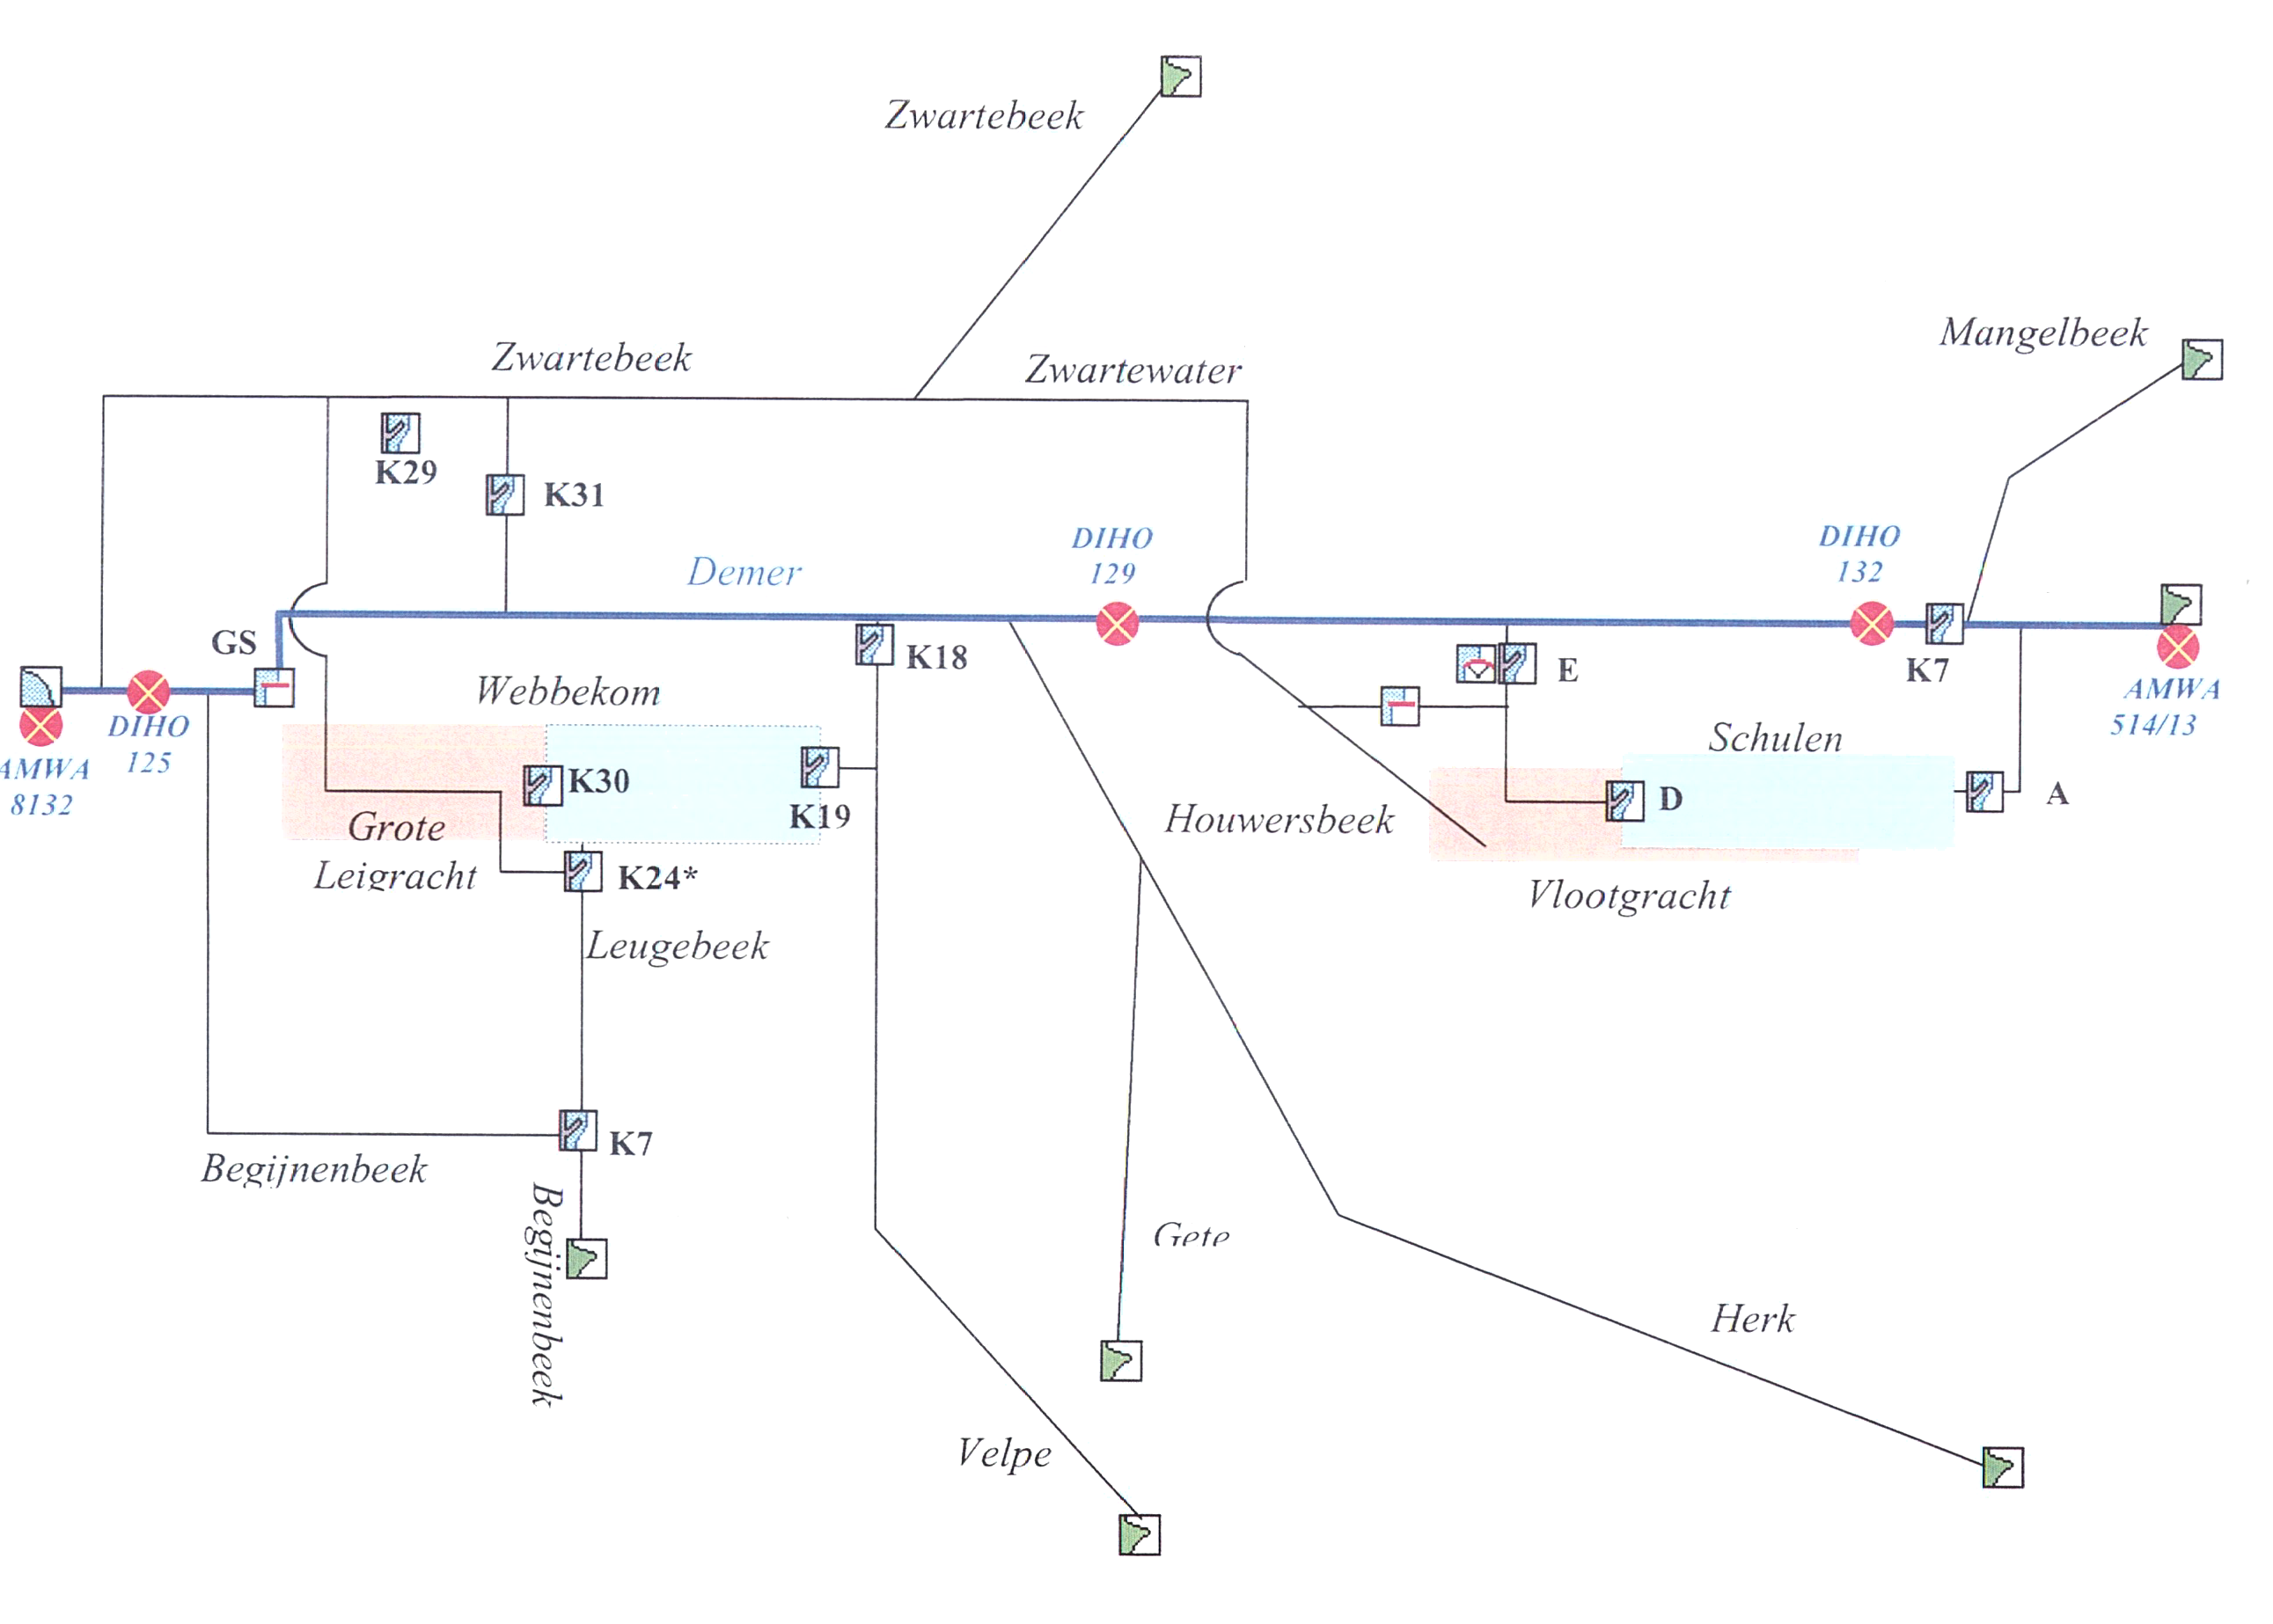 Zwartebeek
Mangelbeek
Zwartebeek
Zwartewater
K29
K31
DIHO
129
DIHO
132
Demer
GS
K18
E
K7
AMWA
514/13
Webbekom
DIHO
125
AMWA
8132
Schulen
K30
K19
D
A
Houwersbeek
Grote
Leigracht
K24*
Vlootgracht
Leugebeek
K7
Begijnenbeek
Begijnenbeek
Gete
Herk
Velpe